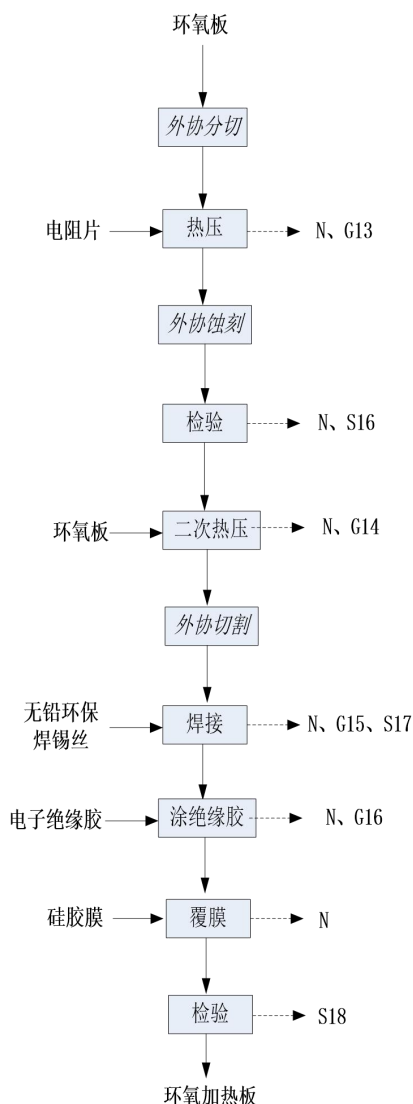 环氧板
外协分切
电阻片
热压
N、G13
外协蚀刻
检验
N、S16
环氧板
二次热压
N、G14
外协切割
无铅环保
焊锡丝
焊接
N、G15、S17
电子绝缘胶
涂绝缘胶
N、G16
硅胶膜
覆膜
N
检验
S18
环氧加热板